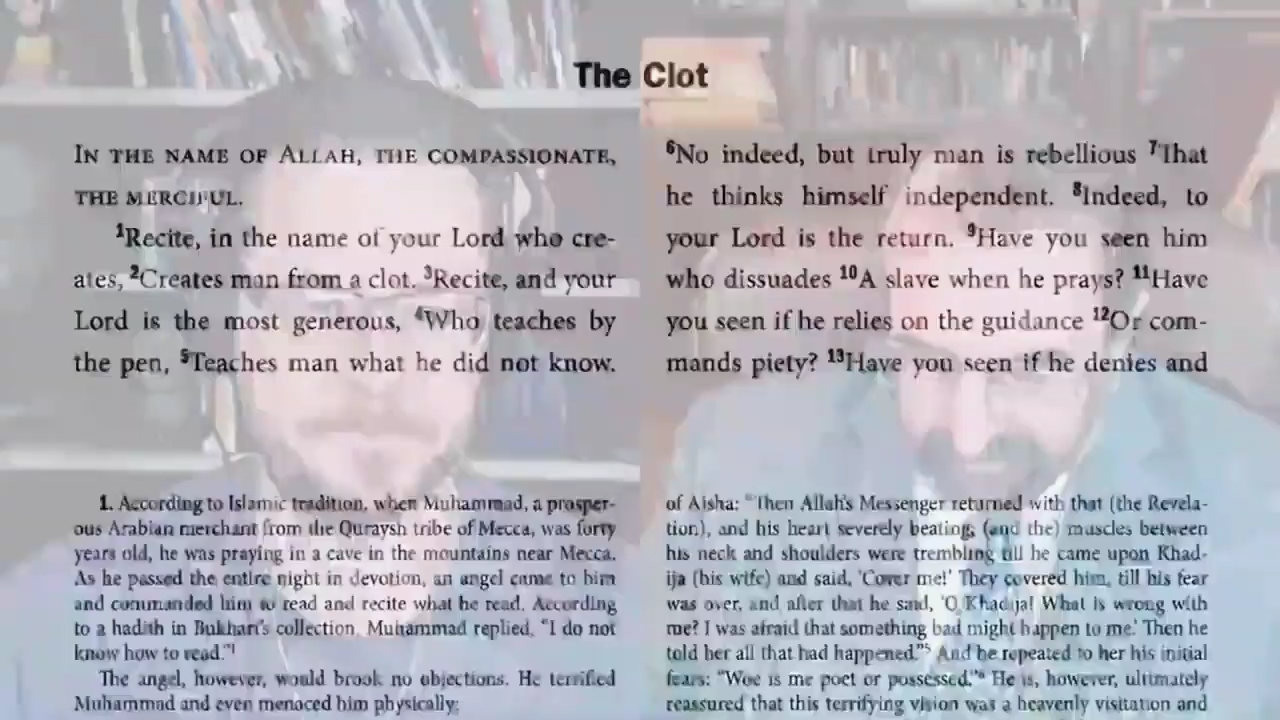 The Clot
IN THE NAME OF ALLAH, THE COMPASSIONATE,
THE MERCIFUL.
¹Recite, in the name of your Lord who cre-
ates, ²Creates man from a clot. ³Recite, and your
Lord is the most generous, ⁴Who teaches by
the pen, ⁵Teaches man what he did not know.
⁶No indeed, but truly man is rebellious ⁷That
he thinks himself independent. ⁸Indeed, to
your Lord is the return. ⁹Have you seen him
who dissuades ¹⁰A slave when he prays? ¹¹Have
you seen if he relies on the guidance ¹²Or com-
mands piety? ¹³Have you seen if he denies and
1. According to Islamic tradition, when Muhammad, a prosper-
ous Arabian merchant from the Quraysh tribe of Mecca, was forty
years old, he was praying in a cave in the mountains near Mecca.
As he passed the entire night in devotion, an angel came to him
and commanded him to read and recite what he read. According
to a hadith in Bukhari's collection, Muhammad replied, "I do not
know how to read."¹
The angel, however, would brook no objections. He terrified
Muhammad and even menaced him physically:
of Aisha: "Then Allah's Messenger returned with that (the Revela-
tion), and his heart severely beating; (and the) muscles between
his neck and shoulders were trembling till he came upon Khad-
ija (his wife) and said, 'Cover me!' They covered him, till his fear
was over, and after that he said, 'O Khadija! What is wrong with
me? I was afraid that something bad might happen to me.' Then he
told her all that had happened."⁵ And he repeated to her his initial
fears: "Woe is me poet or possessed."⁶ He is, however, ultimately
reassured that this terrifying vision was a heavenly visitation and